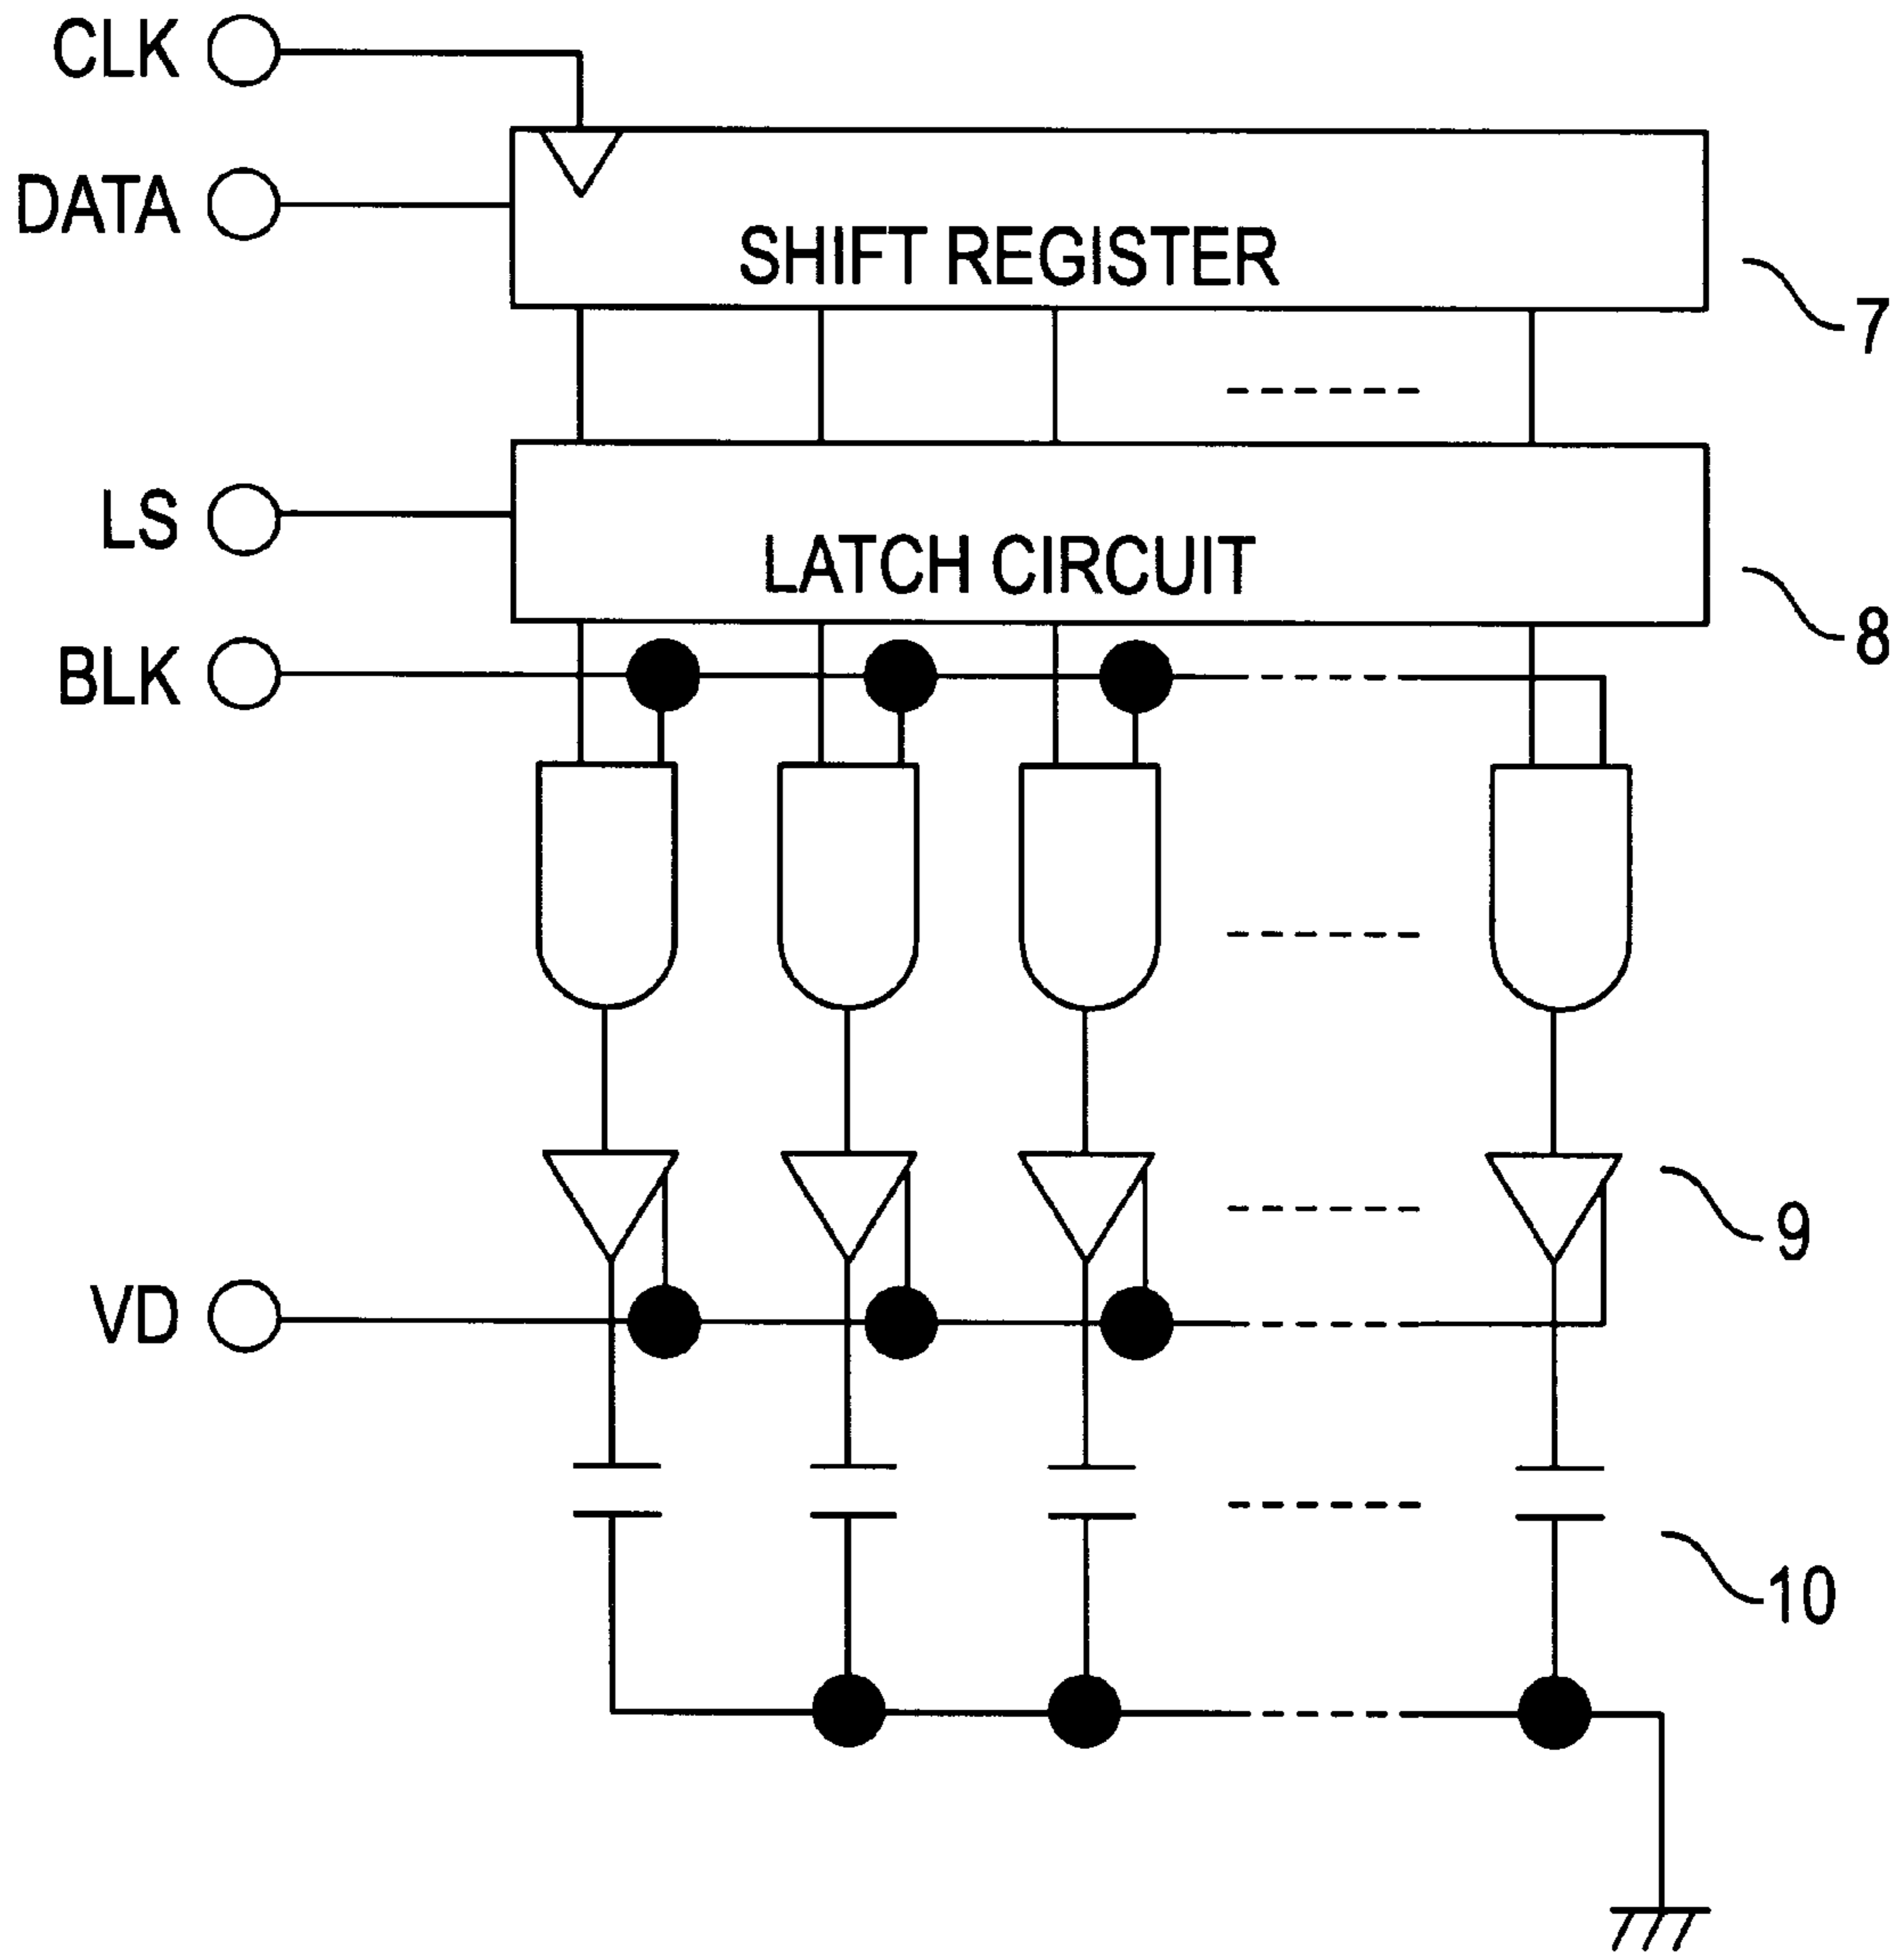 CLK
DATA
SHIFT REGISTER
7
LS
LATCH CIRCUIT
8
BLK
9
VD
10